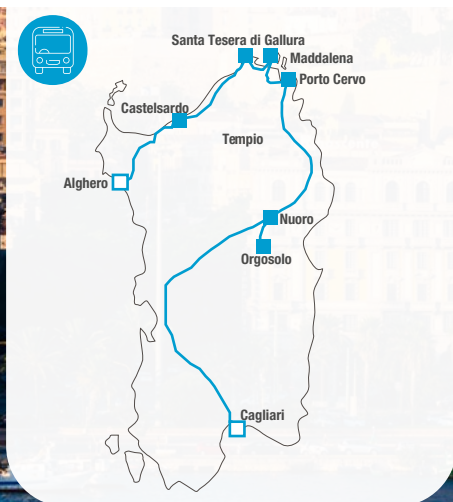 Santa Tesera di Gallura
Maddalena
Porto Cervo
Castelsardo
Tempio
Alghero
Nuoro
Orgosolo
Cagliari